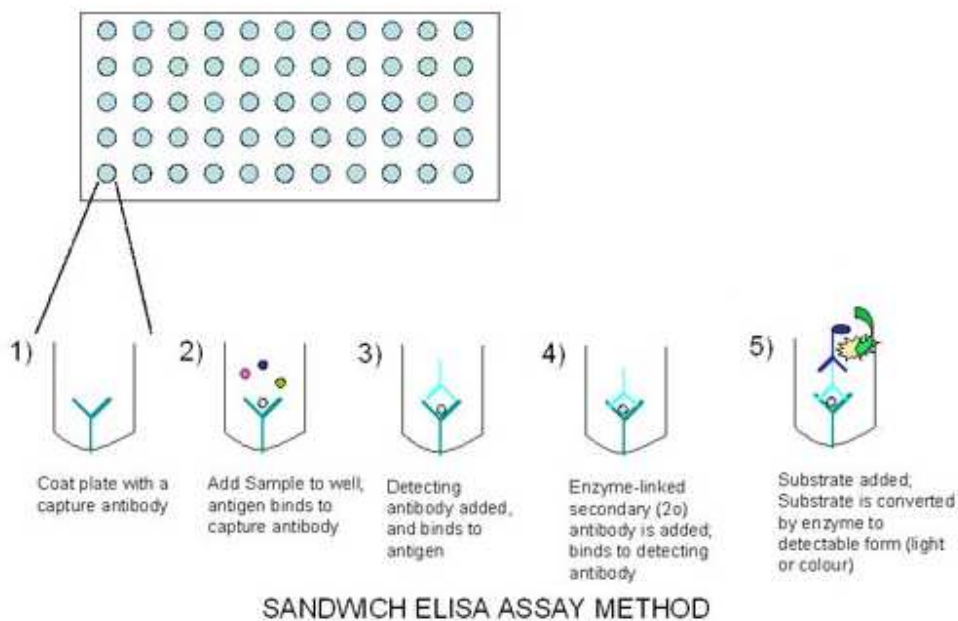 1)
2)
3)
4)
5)
Coat plate with a
capture antibody
Add Sample to well,
antigen binds to
capture antibody
Detecting
antibody added,
and binds to
antigen
Enzyme-linked
secondary (2o)
antibody is added;
binds to detecting
antibody
Substrate added;
Substrate is converted
by enzyme to
detectable form (light
or colour)
SANDWICH ELISA ASSAY METHOD